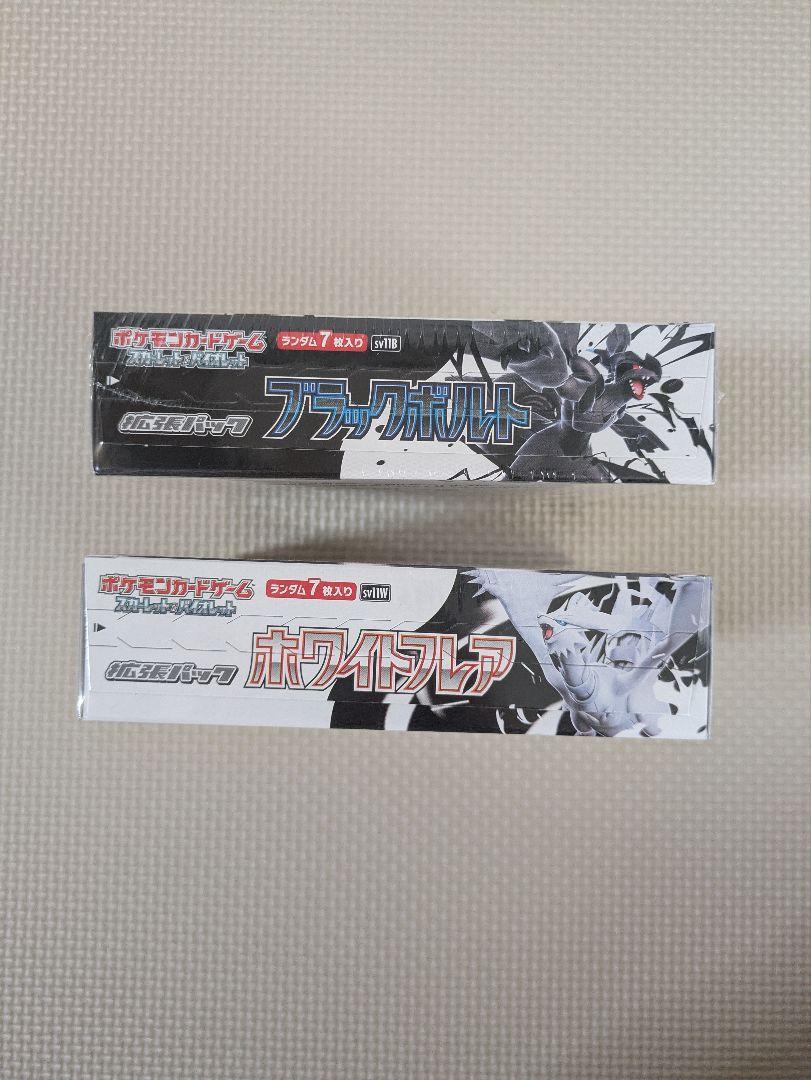 ポケモンカードゲーム
スカーレット&バイオレット
ランダム7枚入り sv11B
拡張パック
ブラックボルト
ポケモンカードゲーム
スカーレット&バイオレット
ランダム7枚入り sv11W
拡張パック
ホワイトフレア